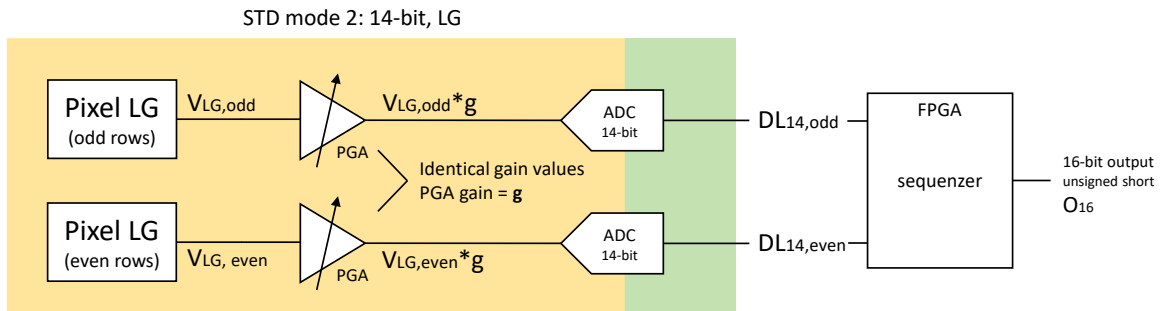 STD mode 2: 14-bit, LG
Pixel LG
(odd rows)
VLG,odd
PGA
VLG,odd*g
ADC
14-bit
DL14,odd
Identical gain values
PGA gain = g
Pixel LG
(even rows)
VLG, even
PGA
VLG,even*g
ADC
14-bit
DL14,even
FPGA
sequenzer
16-bit output
unsigned short
O16